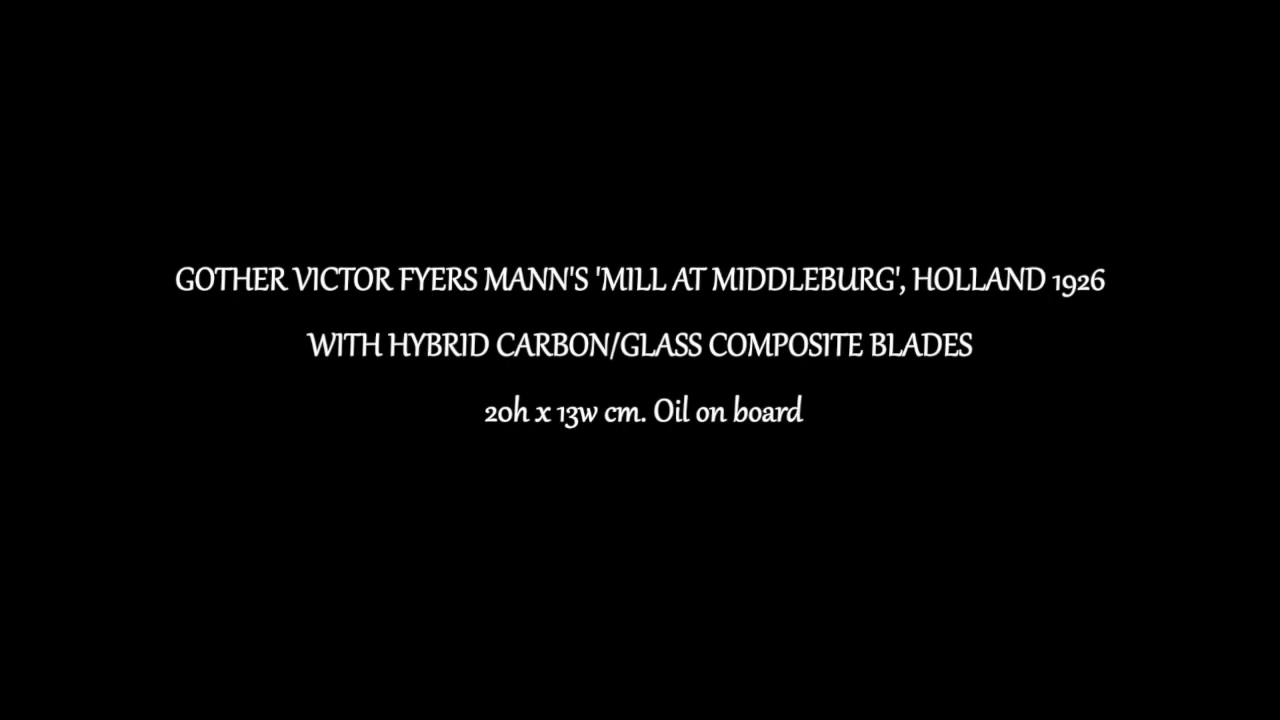 GOTHER VICTOR FYERS MANN'S 'MILL AT MIDDLEBURG', HOLLAND 1926
WITH HYBRID CARBON/GLASS COMPOSITE BLADES
20h x 13w cm. Oil on board